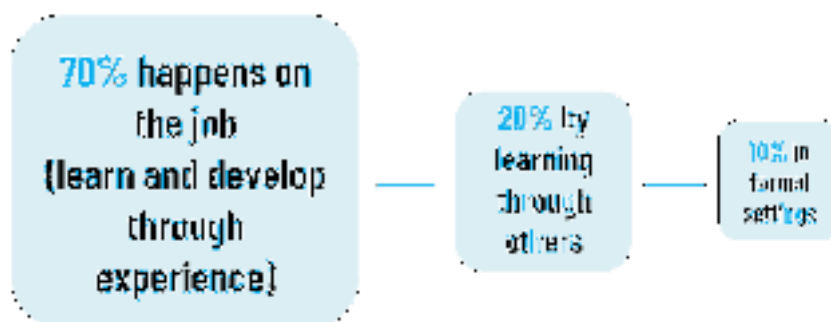 70% happens on
the job
(learn and develop
through
experience)
20% by
learning
through
others
10% in
formal
settings